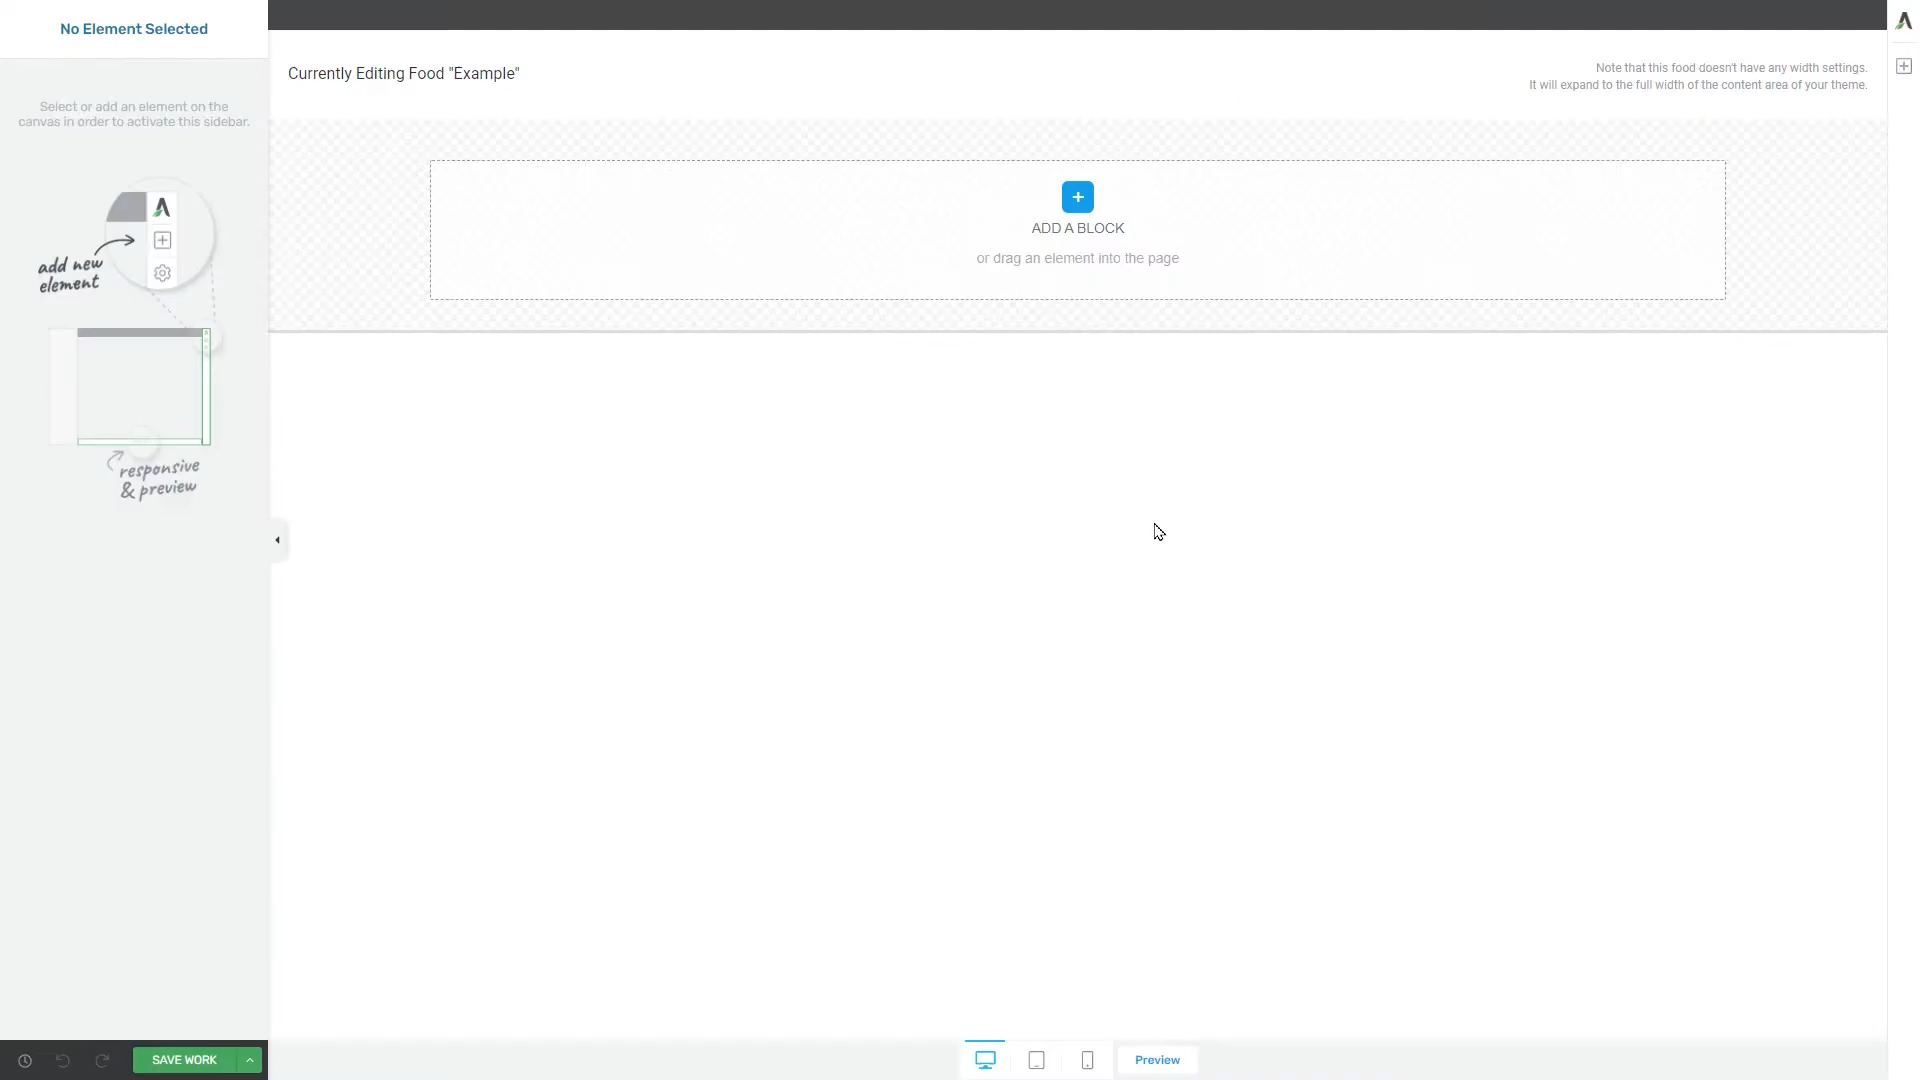 No Element Selected
Select or add an element on the
canvas in order to activate this sidebar.
add new
element
responsive
& preview
SAVE WORK
Currently Editing Food "Example"
Note that this food doesn't have any width settings.
It will expand to the full width of the content area of your theme.
+
ADD A BLOCK
or drag an element into the page
Preview